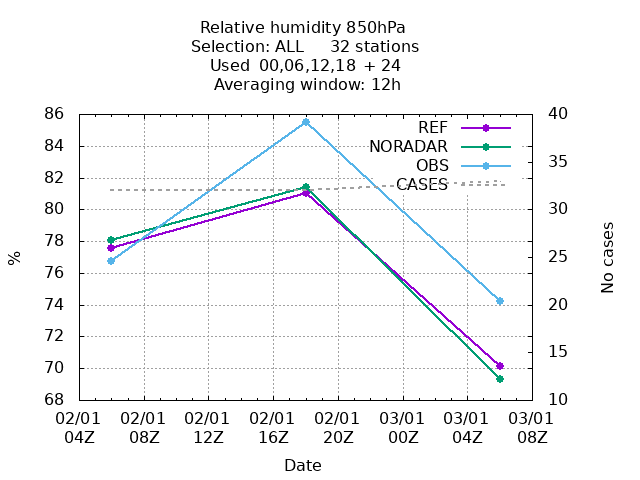 Relative humidity 850hPa
Selection: ALL 32 stations
Used 00,06,12,18 + 24
Averaging window: 12h
86
84
82
80
78
76
74
72
70
68
%
40
35
30
25
20
15
10
No cases
REF
NORADAR
OBS
CASES
02/01 02/01 02/01 02/01 02/01 03/01 03/01 03/01
04Z 08Z 12Z 16Z 20Z 00Z 04Z 08Z
Date